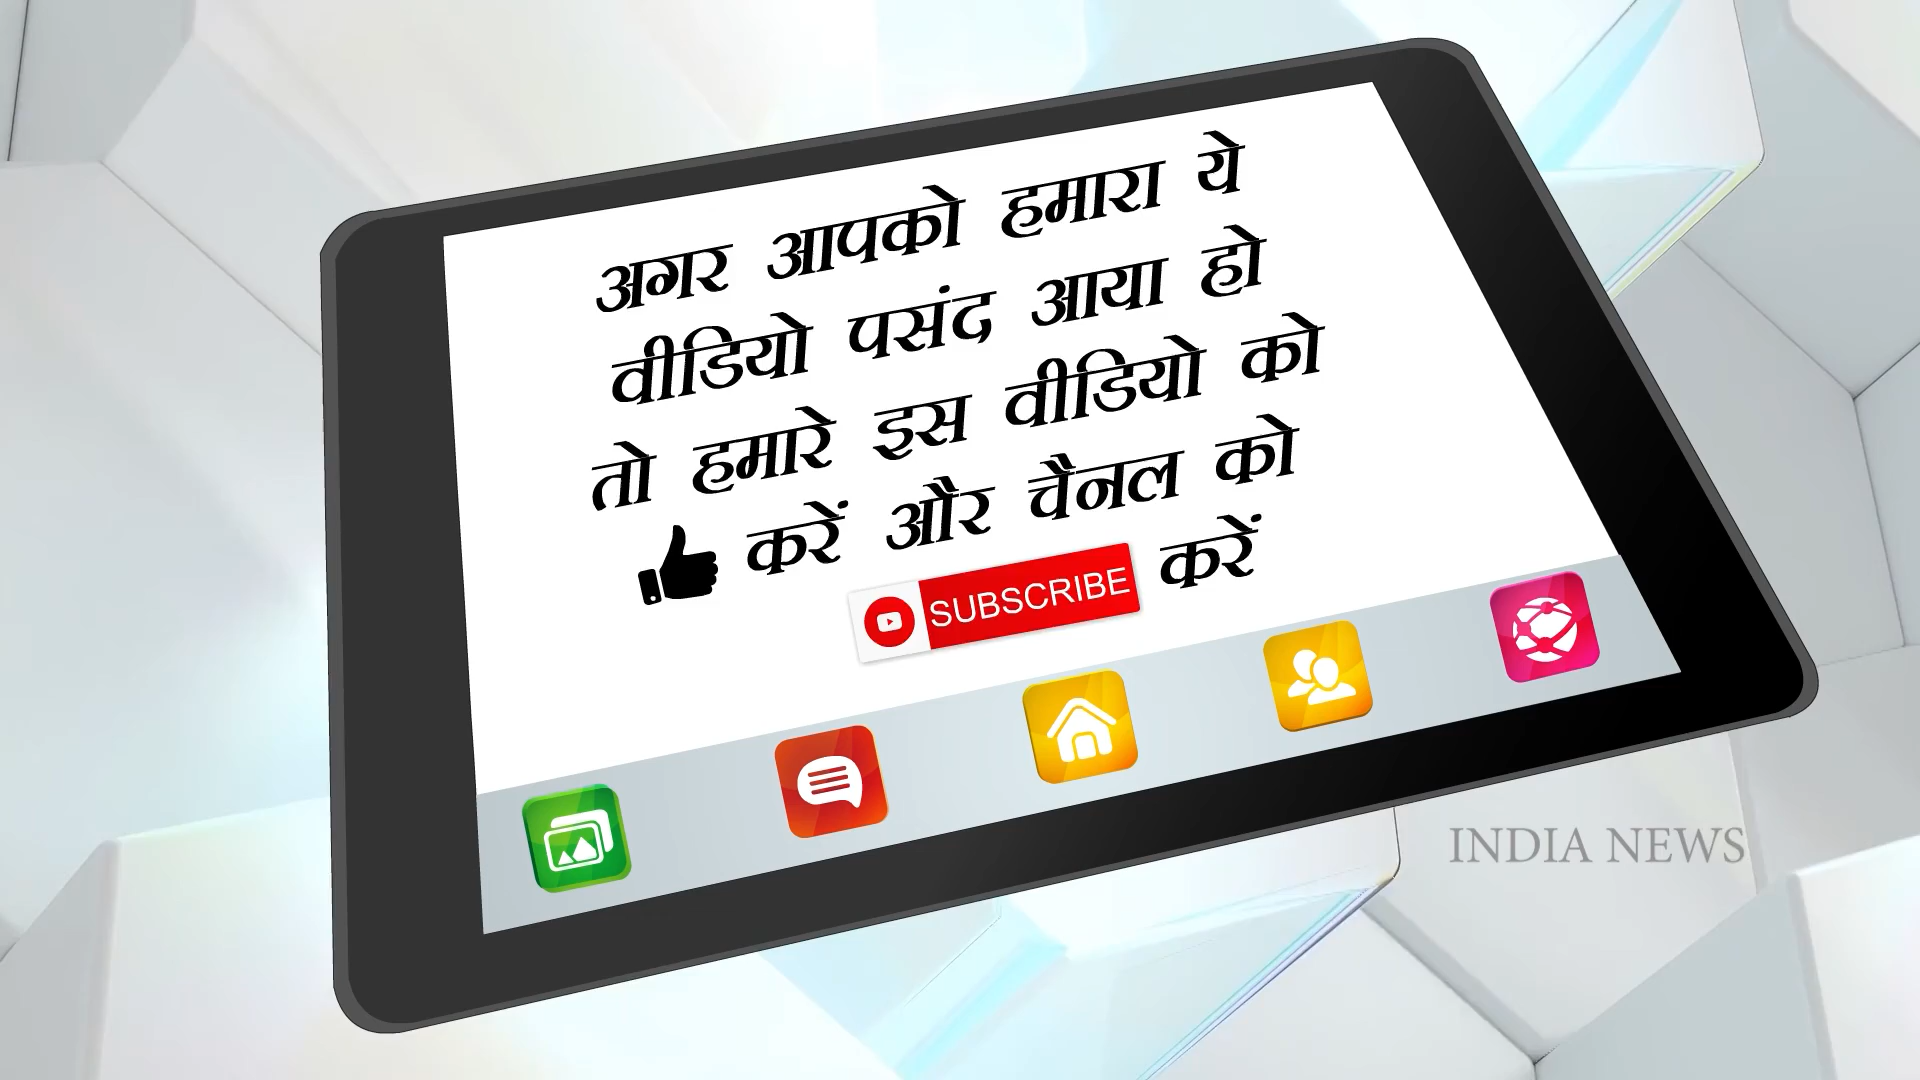 अगर आपको हमारा ये
वीडियो पसंद आया हो
तो हमारे इस वीडियो को
करें और चैनल को
SUBSCRIBE करें
INDIA NEWS